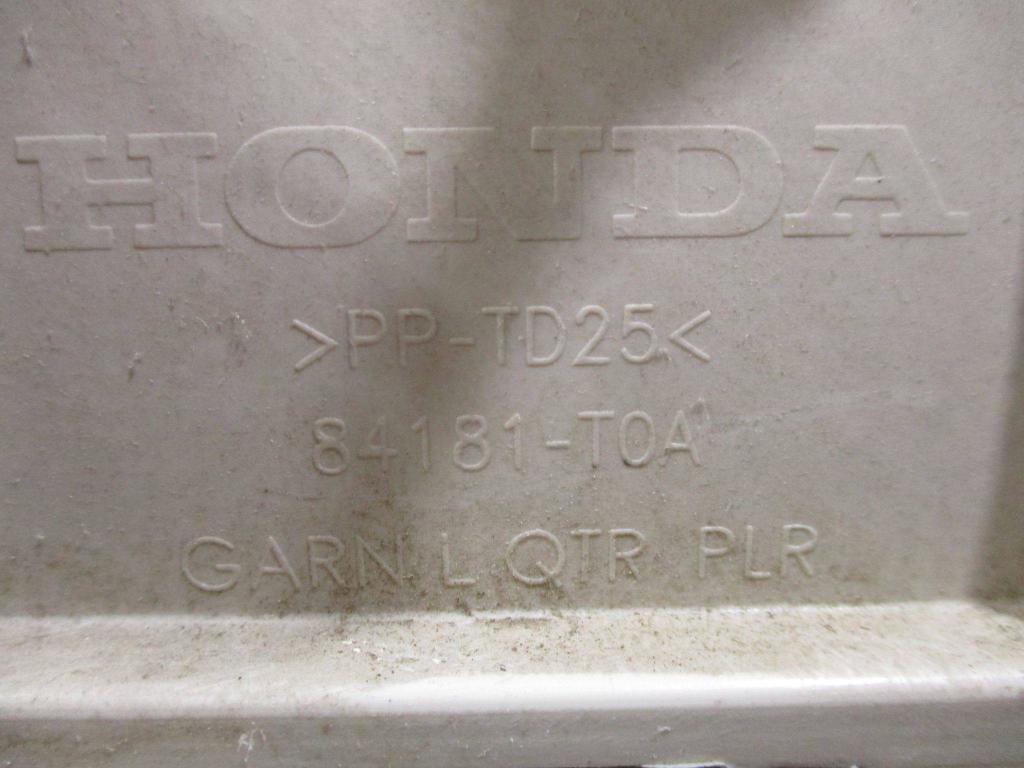 HONDA
>PP-TD25<
84181-T0A
GARN L QTR PLR